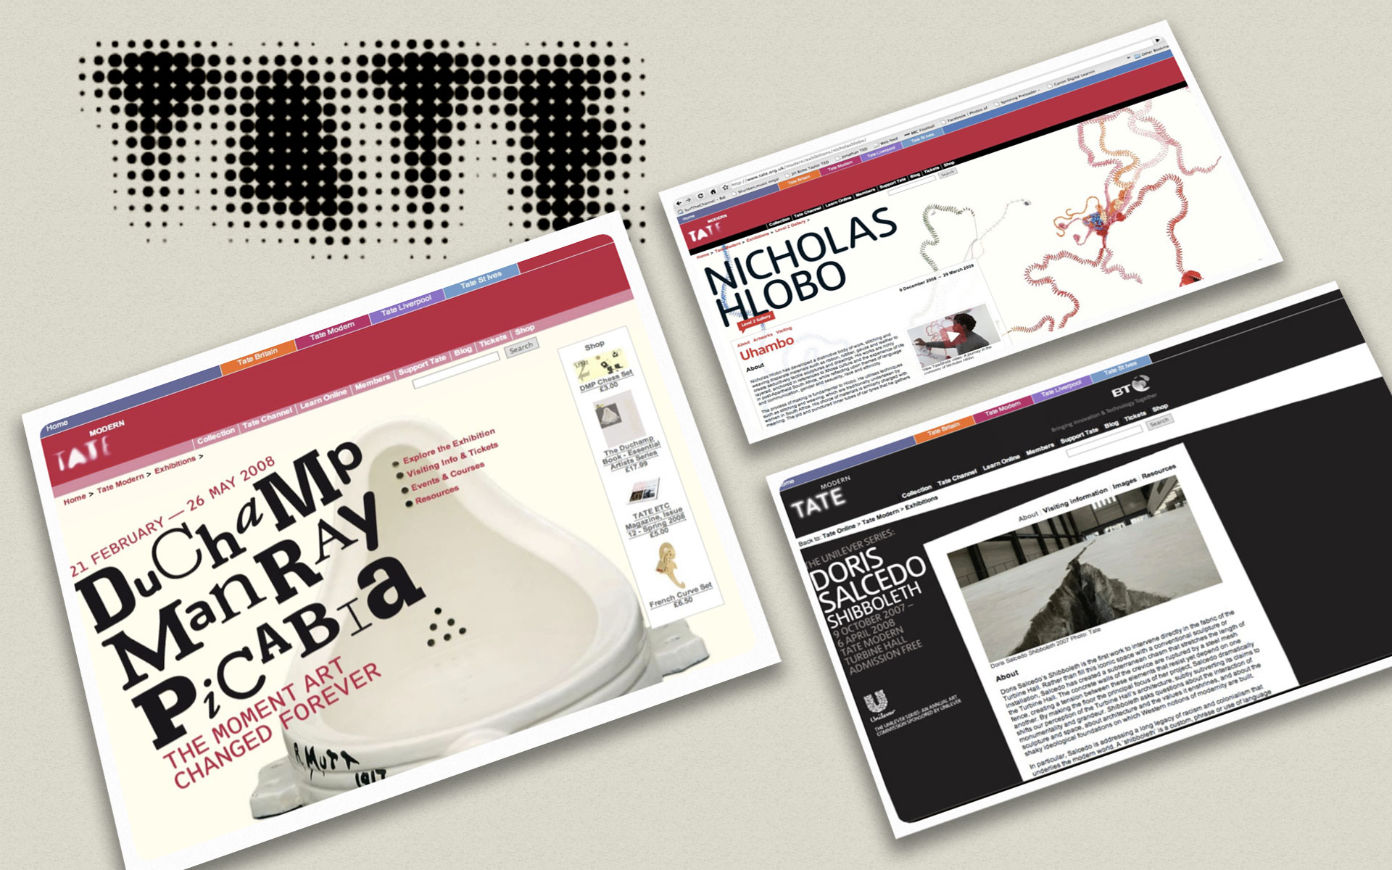 TATE
Home
Tate Britain
Tate Modern
Tate Liverpool
Tate St Ives
MODERN
TATE
Collection | Tate Channel | Learn Online | Members | Support Tate | Blog | Tickets | Shop
Search
Home > Tate Modern > Exhibitions >
21 FEBRUARY — 26 MAY 2008
DuCHaMp
ManRAy
PiCABIa
THE MOMENT ART
CHANGED FOREVER
Explore the Exhibition
Visiting Info & Tickets
Events & Courses
Resources
R.MUTT
1917
Shop
DMP Chess Set
£3.00
The Duchamp
Book - Essential
Artists Series
£17.99
TATE ETC
Magazine, Issue
12 - Spring 2008
£5.00
French Curve Set
£6.50
Home
Tate Britain
Tate Modern
Tate Liverpool
Tate St Ives
MODERN
TATE
Collection | Tate Channel | Learn Online | Members | Support Tate | Blog | Tickets | Shop
Search
Home > Tate Modern > Exhibitions > Level 2 Gallery >
NICHOLAS
HLOBO
9 December 2008 – 29 March 2009
Level 2 Gallery
About Artworks Visiting
Uhambo
About
Tate Britain
Tate Modern
Tate Liverpool
Tate St Ives
BT
Bringing Innovation & Technology Together
MODERN
TATE
Collection Tate Channel Learn Online Members Support Tate Blog Tickets Shop
Search
Back to: Tate Online > Tate Modern > Exhibitions
THE UNILEVER SERIES:
DORIS
SALCEDO
SHIBBOLETH
9 OCTOBER 2007 –
6 APRIL 2008
TATE MODERN
TURBINE HALL
ADMISSION FREE
Unilever
THE UNILEVER SERIES: AN ANNUAL ART
COMMISSION SPONSORED BY UNILEVER
About Visiting information Images Resources
Doris Salcedo Shibboleth 2007 Photo: Tate
About
Doris Salcedo's Shibboleth is the first work to intervene directly in the fabric of the
Turbine Hall. Rather than fill this iconic space with a conventional sculpture or
installation, Salcedo has created a subterranean chasm that stretches the length of
the Turbine Hall. The concrete walls of the crevice are ruptured by a steel mesh
fence, creating a tension between these elements that resist yet depend on one
another. By making the floor the principal focus of her project, Salcedo dramatically
shifts our perception of the Turbine Hall's architecture, subtly subverting its claims to
monumentality and grandeur. Shibboleth asks questions about the interaction of
sculpture and space, about architecture and the values it enshrines, and about the
shaky ideological foundations on which Western notions of modernity are built.
In particular, Salcedo is addressing a long legacy of racism and colonialism that
underlies the modern world. A 'shibboleth' is a custom, phrase or use of language